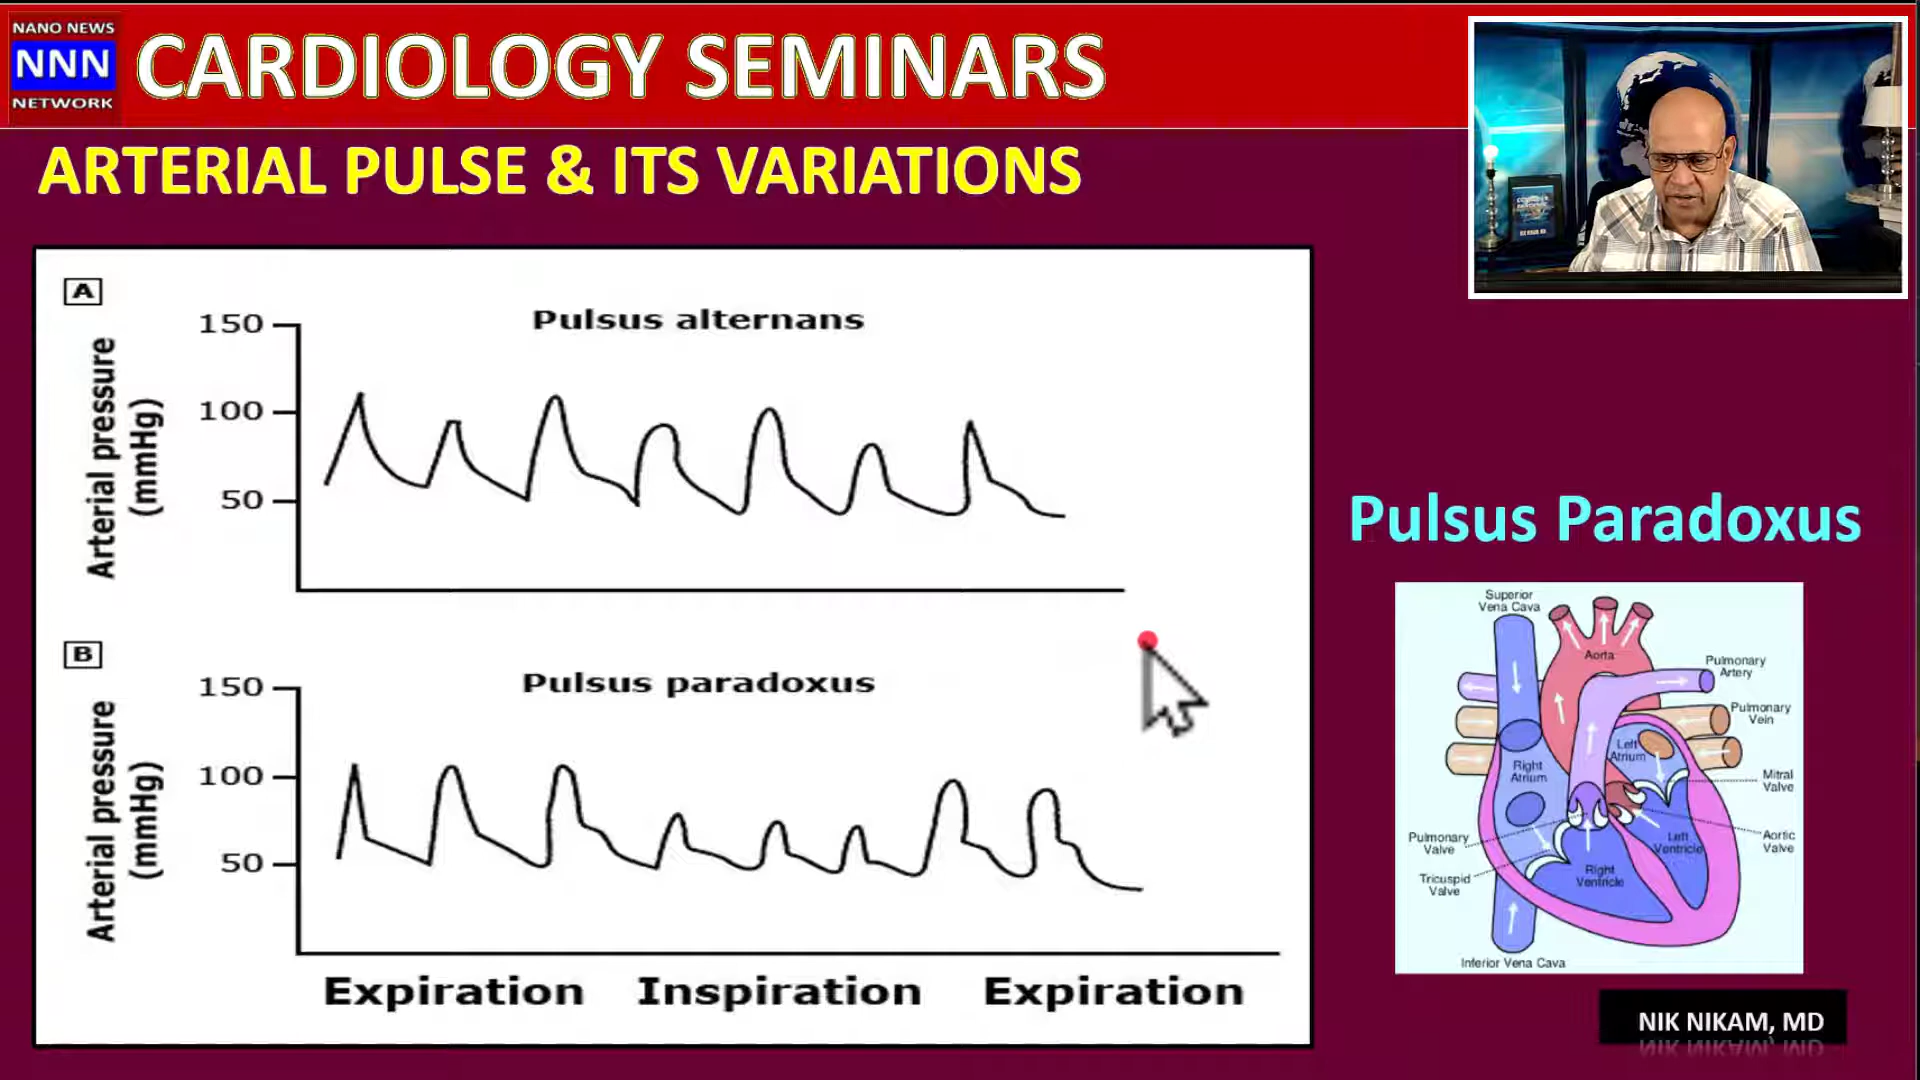 NANO NEWS
NNN
NETWORK
CARDIOLOGY SEMINARS
ARTERIAL PULSE & ITS VARIATIONS
A
Pulsus alternans
Arterial pressure
(mmHg)
150
100
50
B
Pulsus paradoxus
Arterial pressure
(mmHg)
150
100
50
Expiration Inspiration Expiration
Pulsus Paradoxus
Superior
Vena Cava
Aorta
Pulmonary
Artery
Pulmonary
Vein
Left
Atrium
Right
Atrium
Mitral
Valve
Pulmonary
Valve
Left
Ventricle
Aortic
Valve
Right
Ventricle
Tricuspid
Valve
Inferior Vena Cava
NIK NIKAM, MD